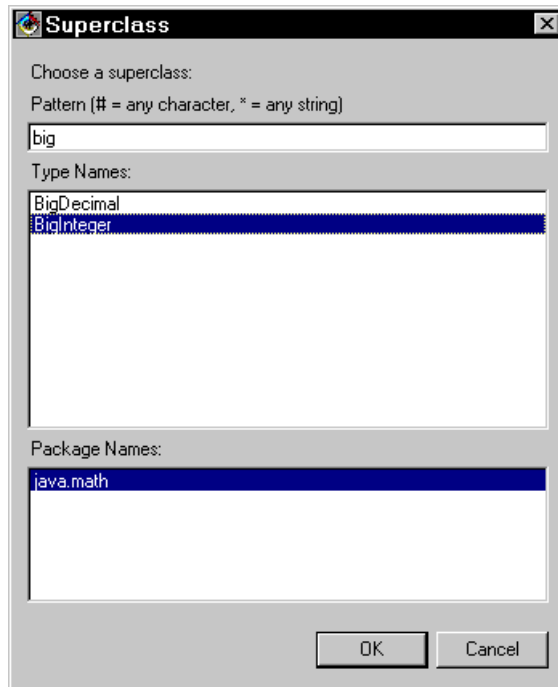 Superclass
Choose a superclass:
Pattern (# = any character, * = any string)
big
Type Names:
BigDecimal
BigInteger
Package Names:
java.math
OK Cancel